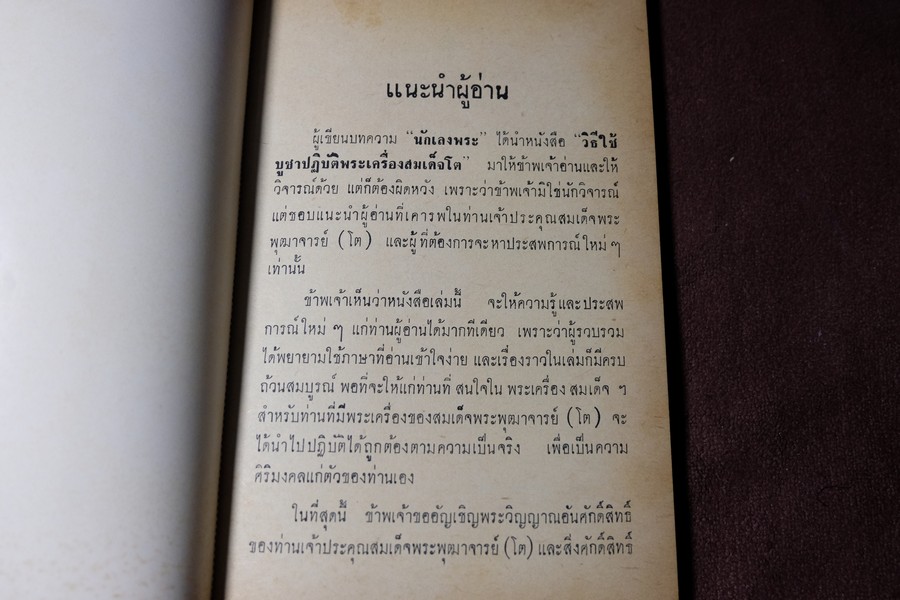 แนะนำผู้อ่าน
ผู้เขียนบทความ "นักเลงพระ" ได้นำหนังสือ "วิธีใช้
บูชาปฏิบัติพระเครื่องสมเด็จโต" มาให้ข้าพเจ้าอ่านและให้
วิจารณ์ด้วย แต่ก็ต้องผิดหวัง เพราะว่าข้าพเจ้ามิใช่นักวิจารณ์
แต่ขอบแนะนำผู้อ่านที่เคารพในท่านเจ้าประคุณสมเด็จพระ
พุฒาจารย์ (โต) และผู้ที่ต้องการจะหาประสพการณ์ใหม่ ๆ
เท่านั้น
ข้าพเจ้าเห็นว่าหนังสือเล่มนี้ จะให้ความรู้และประสพ
การณ์ใหม่ ๆ แก่ท่านผู้อ่านได้มากทีเดียว เพราะว่าผู้รวบรวม
ได้พยายามใช้ภาษาที่อ่านเข้าใจง่าย และเรื่องราวในเล่มก็มีครบ
ถ้วนสมบูรณ์ พอที่จะให้แก่ท่านที่ สนใจใน พระเครื่อง สมเด็จ ฯ
สำหรับท่านที่มีพระเครื่องของสมเด็จพระพุฒาจารย์ (โต) จะ
ได้นำไปปฏิบัติได้ถูกต้องตามความเป็นจริง เพื่อเป็นความ
ศิริมงคลแก่ตัวของท่านเอง
ในที่สุดนี้ ข้าพเจ้าขออัญเชิญพระวิญญาณอันศักดิ์สิทธิ์
ของท่านเจ้าประคุณสมเด็จพระพุฒาจารย์ (โต) และสิ่งศักดิ์สิทธิ์